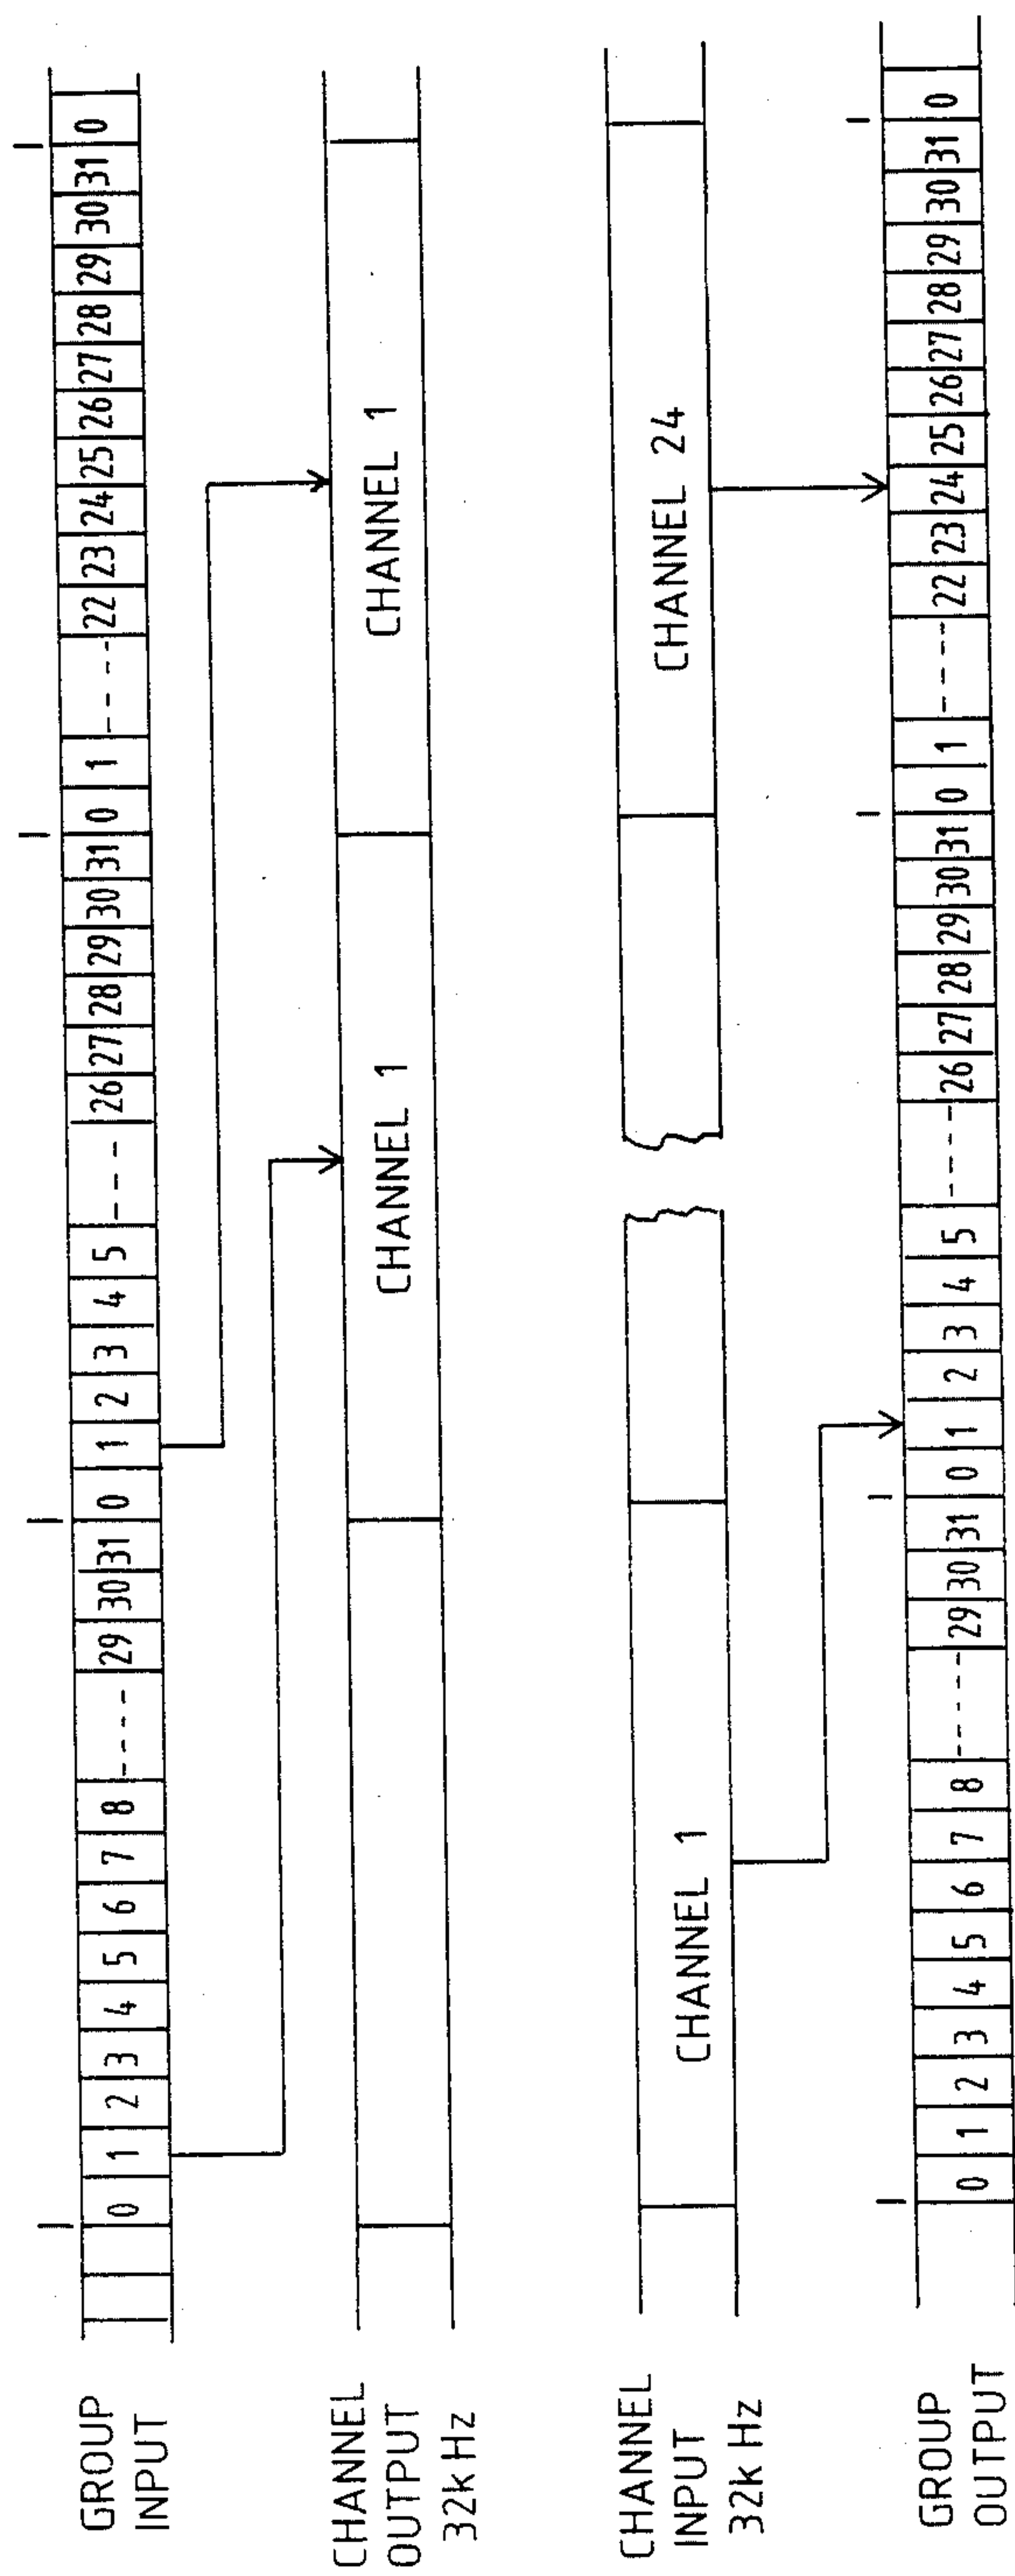 GROUP
INPUT
0 1 2 3 4 5 6 7 8 ---- 29 30 31 0 1 2 3 4 5 --- 26 27 28 29 30 31 0 1 ---- 22 23 24 25 26 27 28 29 30 31 0
CHANNEL
OUTPUT
32k Hz
CHANNEL 1
CHANNEL 1
CHANNEL
INPUT
32k Hz
CHANNEL 1
CHANNEL 24
GROUP
OUTPUT
0 1 2 3 4 5 6 7 8 ----- 29 30 31 0 1 2 3 4 5 ---- 26 27 28 29 30 31 0 1 ---- 22 23 24 25 26 27 28 29 30 31 0